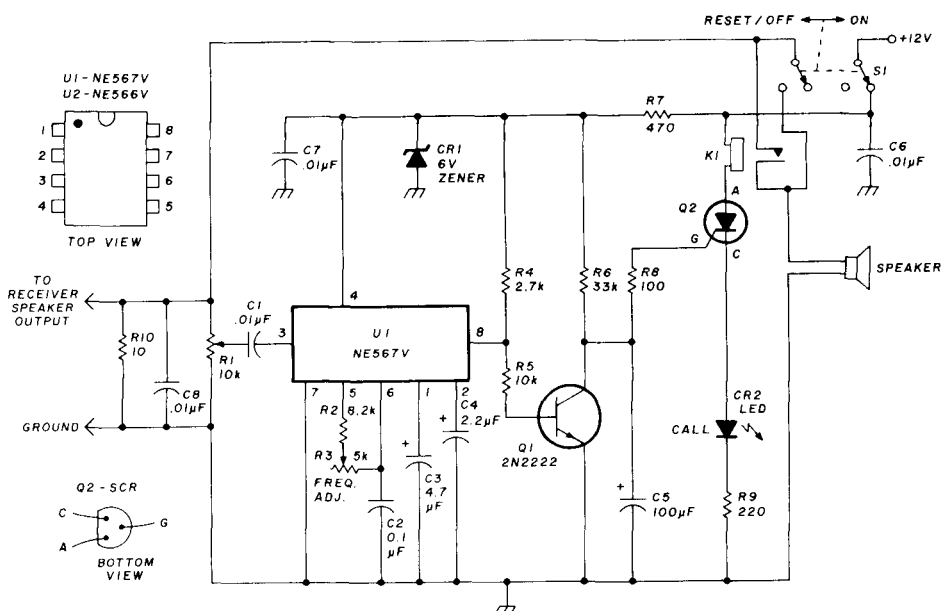 RESET/OFF ON
+12V
S1
U1-NE567V
U2-NE566V
1 8
2 7
3 6
4 5
TOP VIEW
R7
470
C7
.01µF
CR1
6V
ZENER
K1
C6
.01µF
A
Q2
G
C
R4
2.7k
R6
33k
R8
100
SPEAKER
TO
RECEIVER
SPEAKER
OUTPUT
R10
10
C8
.01µF
R1
10k
C1
.01µF
3
4
U1
NE567V
8
7 5 6 1 2
R5
10k
R2 8.2k
R3 5k
FREQ.
ADJ.
C2
0.1
µF
+
C3
4.7
µF
+
C4
2.2µF
Q1
2N2222
+
C5
100µF
CR2
LED
CALL
R9
220
GROUND
Q2-SCR
C
G
A
BOTTOM
VIEW